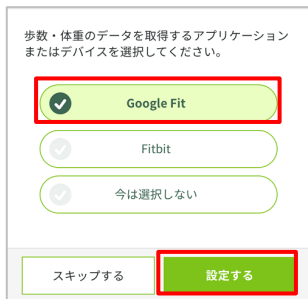 歩数・体重のデータを取得するアプリケーション
またはデバイスを選択してください。
Google Fit
Fitbit
今は選択しない
スキップする
設定する